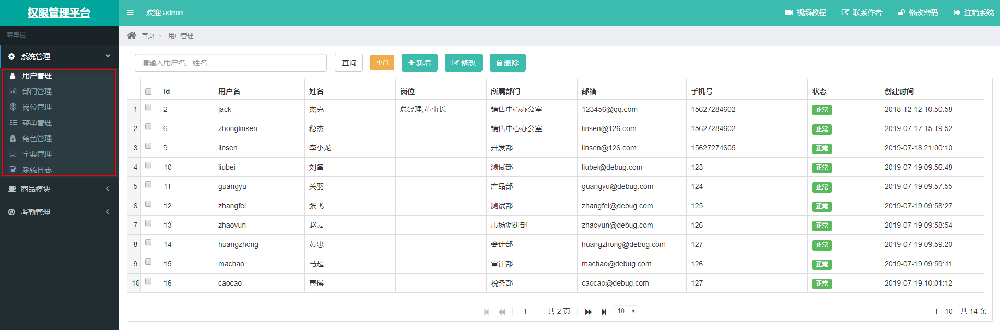 权限管理平台
欢迎 admin
视频教程
联系作者
修改密码
注销系统
菜单栏
系统管理
用户管理
部门管理
岗位管理
菜单管理
角色管理
字典管理
系统日志
商品模块
考勤管理
首页 > 用户管理
请输入用户名、姓名...
查询
重置
新增
修改
删除
Id 用户名 姓名 岗位 所属部门 邮箱 手机号 状态 创建时间
1 2 jack 杰克 总经理,董事长 销售中心办公室 123456@qq.com 15627284602 正常 2018-12-12 10:50:58
2 6 zhonglinsen 稳杰 销售中心办公室 linsen@126.com 15627284602 正常 2019-07-17 15:19:52
3 9 linsen 李小龙 开发部 linsen@126.com 15627274605 正常 2019-07-18 21:00:10
4 10 liubei 刘备 测试部 liubei@debug.com 123 正常 2019-07-19 09:56:48
5 11 guangyu 关羽 产品部 guangyu@debug.com 124 正常 2019-07-19 09:57:55
6 12 zhangfei 张飞 测试部 zhangfei@debug.com 125 正常 2019-07-19 09:58:27
7 13 zhaoyun 赵云 市场调研部 zhaoyun@debug.com 126 正常 2019-07-19 09:58:54
8 14 huangzhong 黄忠 会计部 huangzhong@debug.com 127 正常 2019-07-19 09:59:20
9 15 machao 马超 审计部 machao@debug.com 126 正常 2019-07-19 09:59:41
10 16 caocao 曹操 税务部 caocao@debug.com 127 正常 2019-07-19 10:01:12
1 共 2 页 10 1 - 10 共 14 条